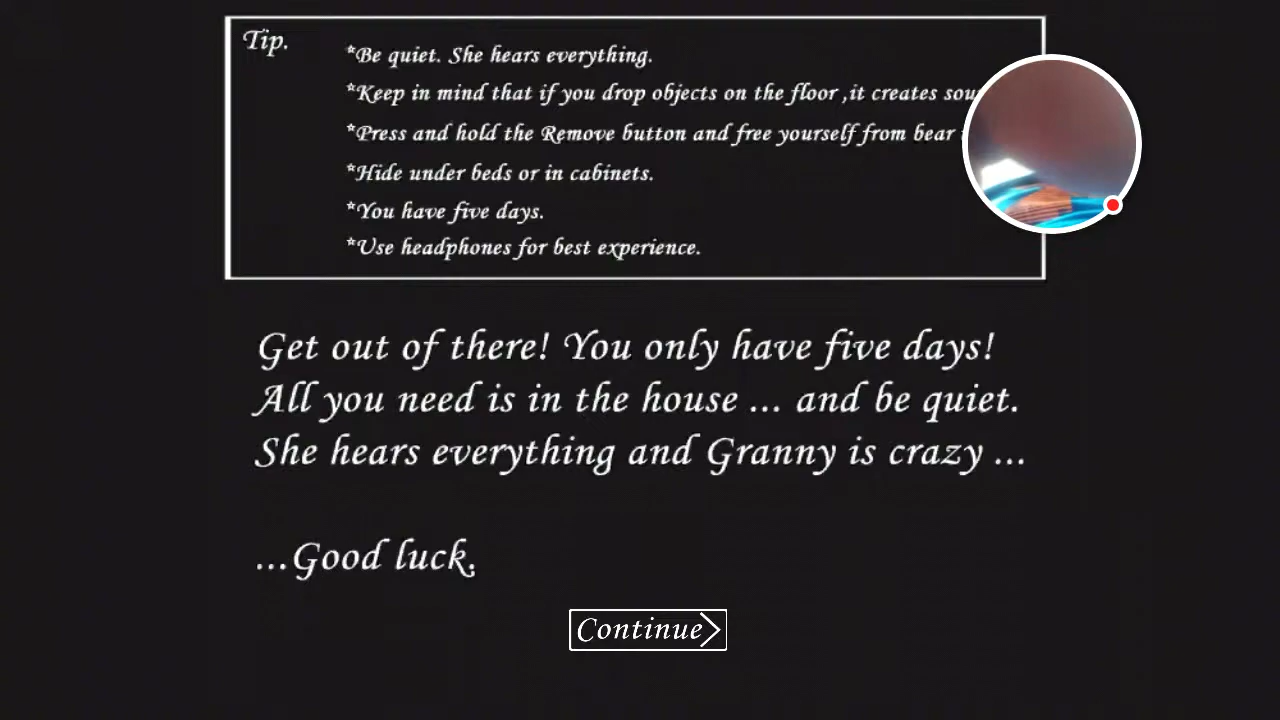 Tip.
*Be quiet. She hears everything.
*Keep in mind that if you drop objects on the floor ,it creates
*Press and hold the Remove button and free yourself from bear
*Hide under beds or in cabinets.
*You have five days.
*Use headphones for best experience.
Get out of there! You only have five days!
All you need is in the house ... and be quiet.
She hears everything and Granny is crazy ...
...Good luck.
Continue